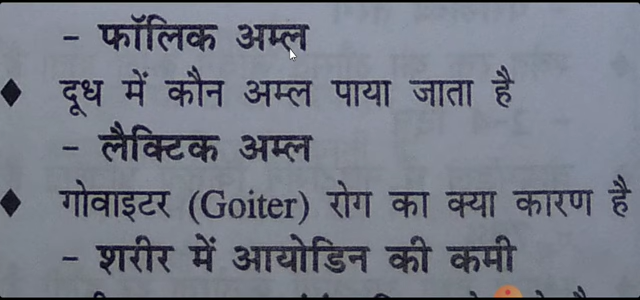 - फॉलिक अम्ल
♦ दूध में कौन अम्ल पाया जाता है
- लैक्टिक अम्ल
♦ गोवाइटर (Goiter) रोग का क्या कारण है
- शरीर में आयोडिन की कमी